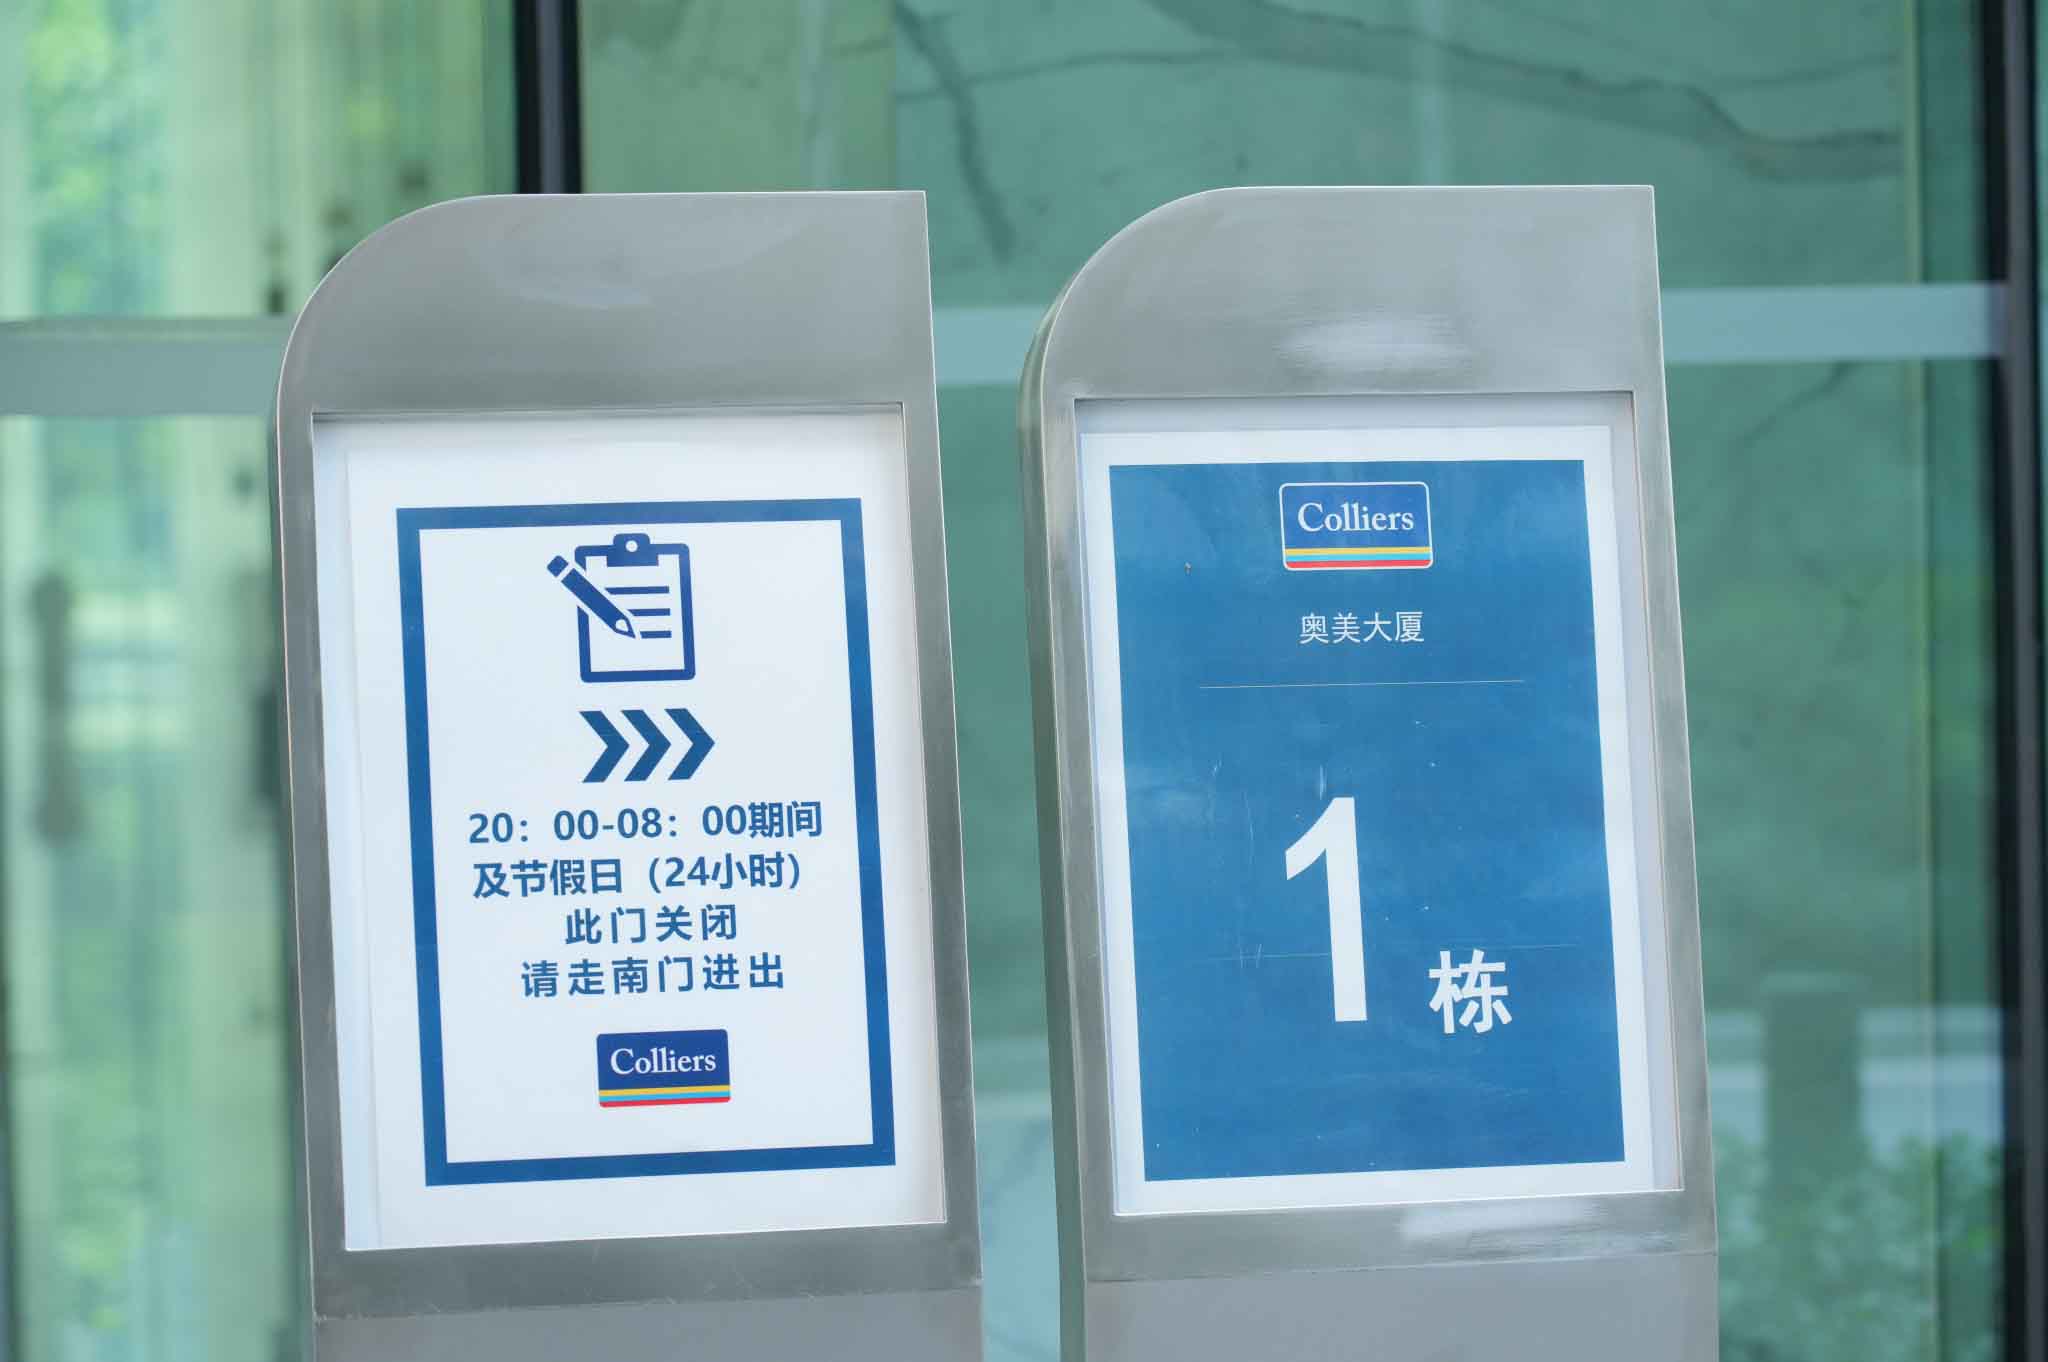 20：00-08：00期间
及节假日（24小时）
此门关闭
请走南门进出
Colliers
Colliers
奥美大厦
1栋